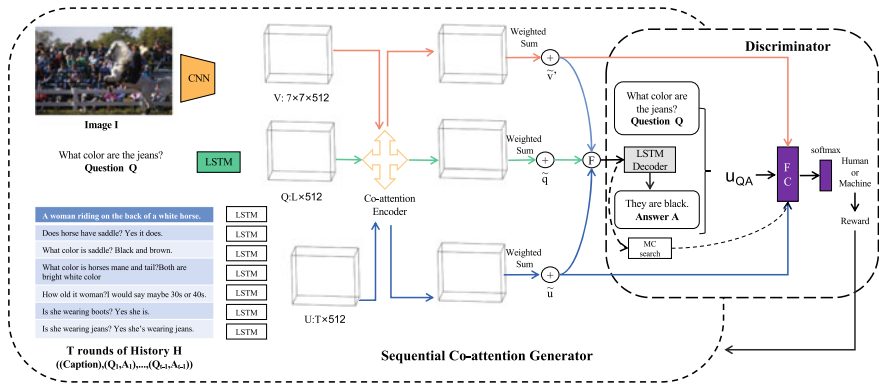 CNN
Image I
V: 7×7×512
Weighted
Sum
+
ṽ'
Discriminator
What color are the jeans?
Question Q
LSTM
Q:L×512
Co-attention
Encoder
Weighted
Sum
+
q̃
F
What color are
the jeans?
Question Q
LSTM
Decoder
They are black.
Answer A
MC
search
uQA
F
C
softmax
Human
or
Machine
Reward
A woman riding on the back of a white horse.
LSTM
Does horse have saddle? Yes it does.
LSTM
What color is saddle? Black and brown.
LSTM
What color is horses mane and tail?Both are
bright white color
LSTM
How old it woman?I would say maybe 30s or 40s.
LSTM
Is she wearing boots? Yes she is.
LSTM
Is she wearing jeans? Yes she's wearing jeans.
LSTM
U:T×512
Weighted
Sum
+
ũ
T rounds of History H
((Caption),(Q1,A1),...,(Qt-1,At-1))
Sequential Co-attention Generator